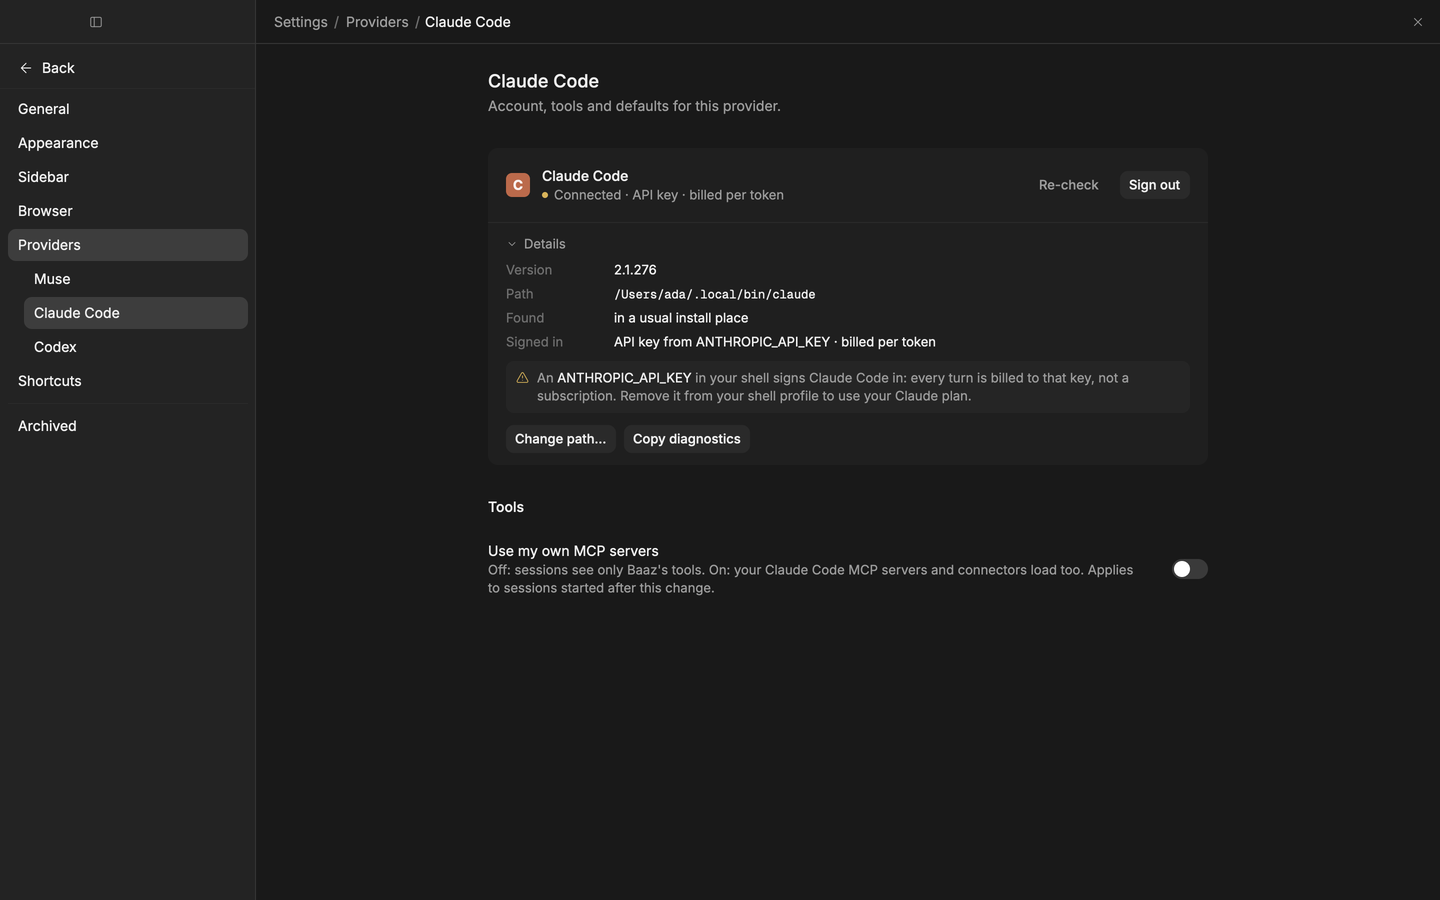 Settings / Providers / Claude Code
Back
General
Appearance
Sidebar
Browser
Providers
Muse
Claude Code
Codex
Shortcuts
Archived
Claude Code
Account, tools and defaults for this provider.
C
Claude Code
Connected · API key · billed per token
Re-check
Sign out
Details
Version 2.1.276
Path /Users/ada/.local/bin/claude
Found in a usual install place
Signed in API key from ANTHROPIC_API_KEY · billed per token
An ANTHROPIC_API_KEY in your shell signs Claude Code in: every turn is billed to that key, not a
subscription. Remove it from your shell profile to use your Claude plan.
Change path...
Copy diagnostics
Tools
Use my own MCP servers
Off: sessions see only Baaz's tools. On: your Claude Code MCP servers and connectors load too. Applies
to sessions started after this change.